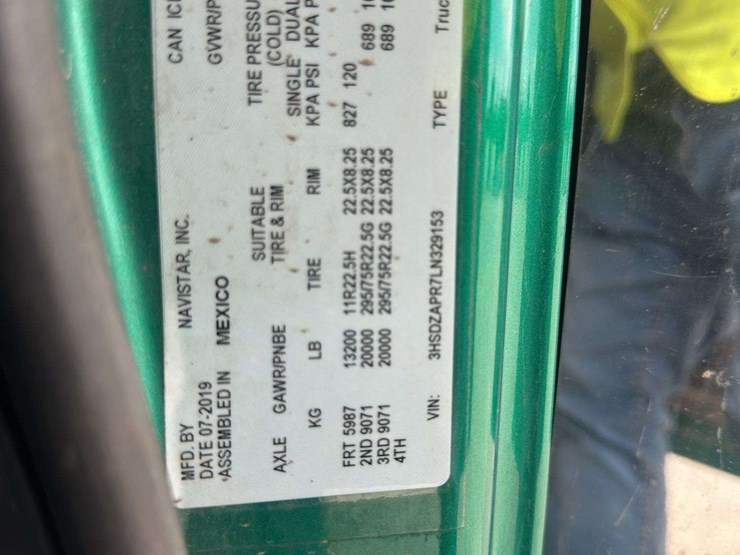 MFD. BY NAVISTAR, INC. CAN
DATE 07-2019
ASSEMBLED IN MEXICO GVWR/P
SUITABLE TIRE PRESSU
AXLE GAWR/PNBE TIRE & RIM (COLD)
SINGLE DUAL
KG LB TIRE RIM KPA PSI KPA P
FRT 5987 13200 11R22.5H 22.5X8.25 827 120
2ND 9071 20000 295/75R22.5G 22.5X8.25 689
3RD 9071 20000 295/75R22.5G 22.5X8.25 689
4TH
VIN: 3HSDZAPR7LN329153 TYPE Truc